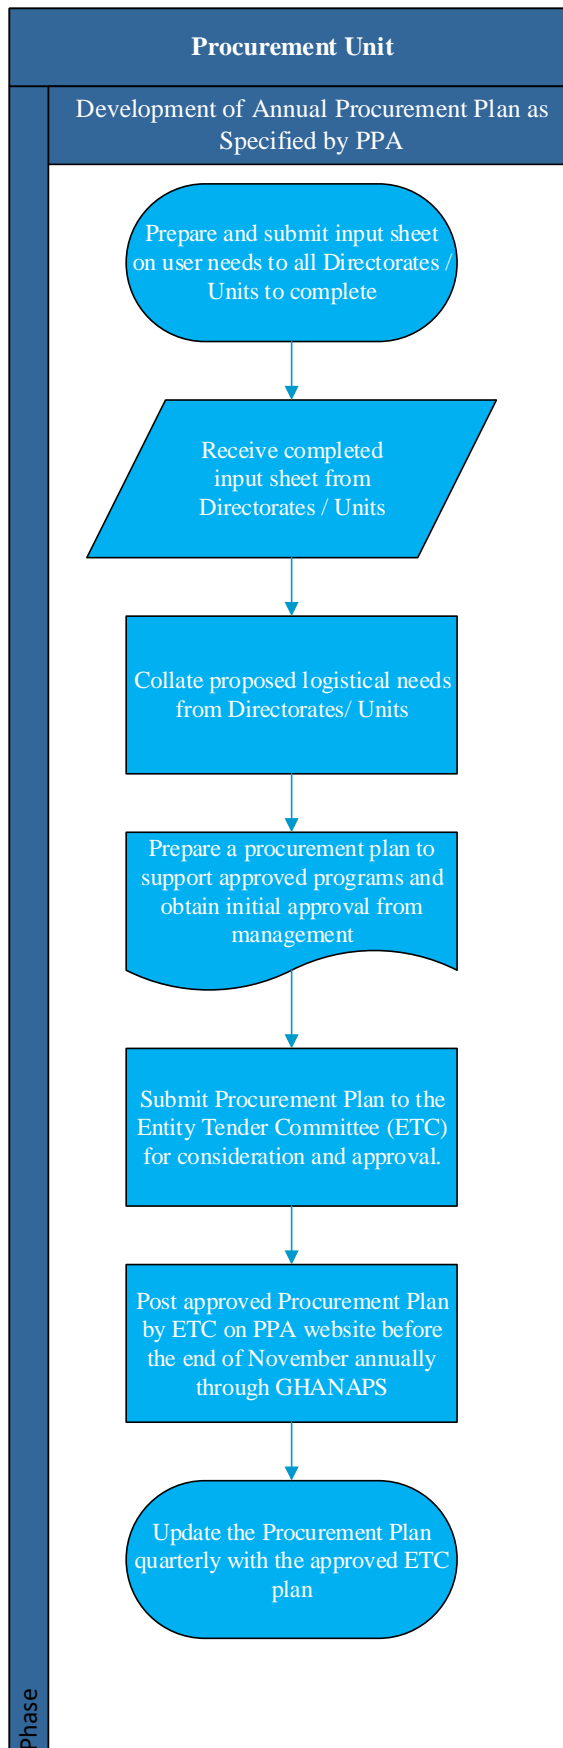 Procurement Unit
Development of Annual Procurement Plan as
Specified by PPA
Prepare and submit input sheet
on user needs to all Directorates /
Units to complete
Receive completed
input sheet from
Directorates / Units
Collate proposed logistical needs
from Directorates/ Units
Prepare a procurement plan to
support approved programs and
obtain initial approval from
management
Submit Procurement Plan to the
Entity Tender Committee (ETC)
for consideration and approval.
Post approved Procurement Plan
by ETC on PPA website before
the end of November annually
through GHANAPS
Update the Procurement Plan
quarterly with the approved ETC
plan
Phase